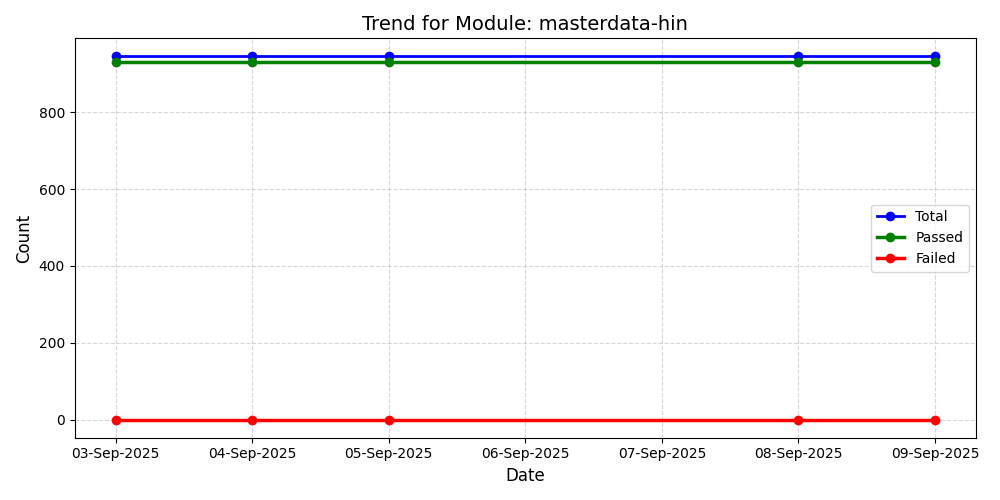 Trend for Module: masterdata-hin
800
600
400
200
0
Count
Total
Passed
Failed
03-Sep-2025 04-Sep-2025 05-Sep-2025 06-Sep-2025 07-Sep-2025 08-Sep-2025 09-Sep-2025
Date